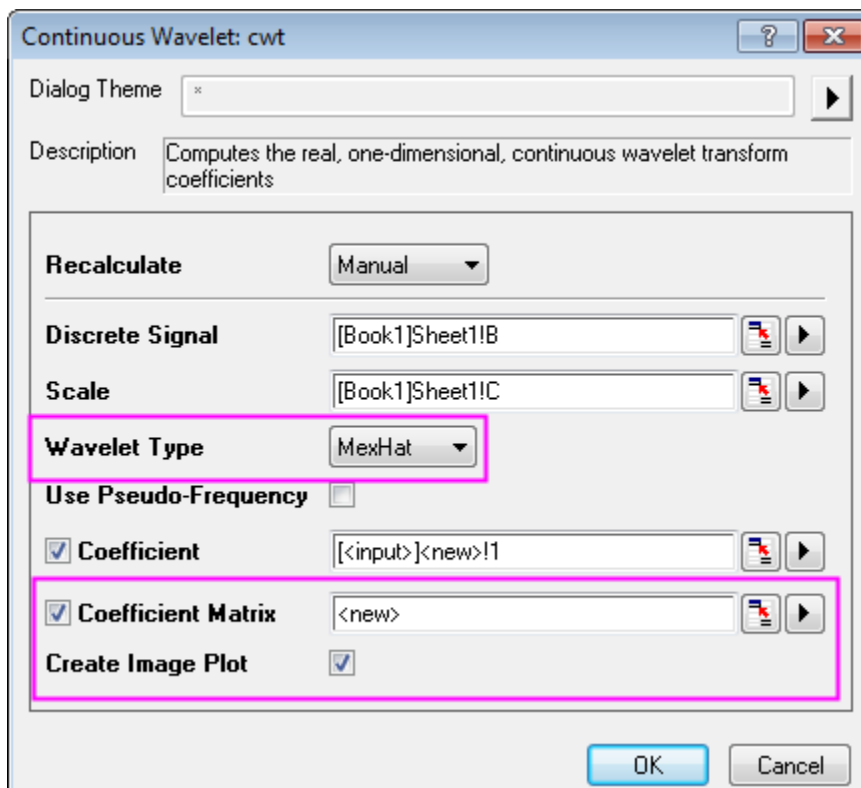 Continuous Wavelet: cwt
Dialog Theme *
Description Computes the real, one-dimensional, continuous wavelet transform
coefficients
Recalculate Manual
Discrete Signal [Book1]Sheet1!B
Scale [Book1]Sheet1!C
Wavelet Type MexHat
Use Pseudo-Frequency
Coefficient [<input>]<new>!1
Coefficient Matrix <new>
Create Image Plot
OK Cancel